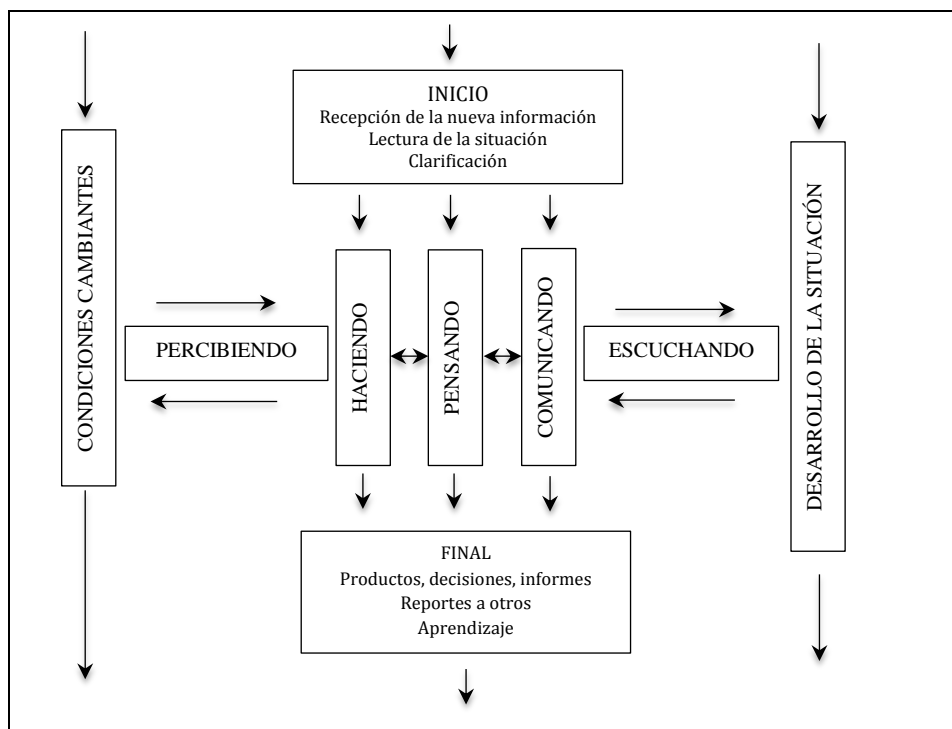 INICIO
Recepción de la nueva información
Lectura de la situación
Clarificación
CONDICIONES CAMBIANTES
PERCIBIENDO
HACIENDO
PENSANDO
COMUNICANDO
ESCUCHANDO
DESARROLLO DE LA SITUACIÓN
FINAL
Productos, decisiones, informes
Reportes a otros
Aprendizaje